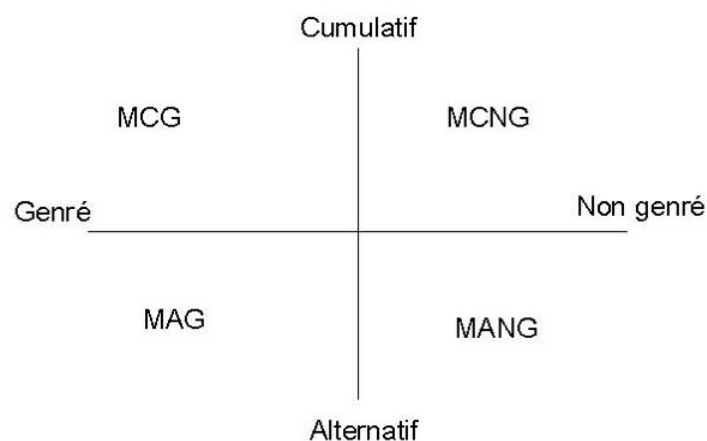 Cumulatif
MCG
MCNG
Genré
Non genré
MAG
MANG
Alternatif